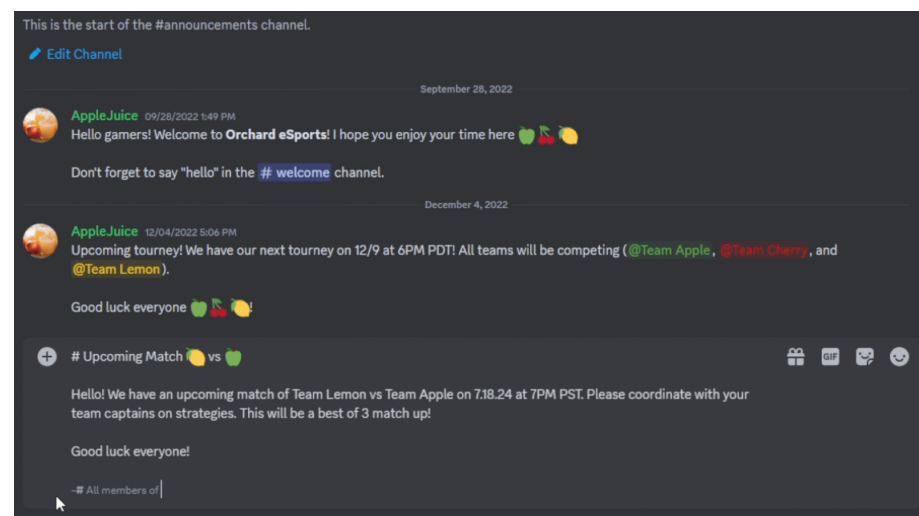 This is the start of the #announcements channel.
Edit Channel
September 28, 2022
AppleJuice 09/28/2022 1:49 PM
Hello gamers! Welcome to Orchard eSports! I hope you enjoy your time here 🍏🍒🍋
Don't forget to say "hello" in the # welcome channel.
December 4, 2022
AppleJuice 12/04/2022 5:06 PM
Upcoming tourney! We have our next tourney on 12/9 at 6PM PDT! All teams will be competing (@Team Apple, @Team Cherry, and
@Team Lemon).
Good luck everyone 🍏🍒🍋!
# Upcoming Match 🍋 vs 🍏
GIF
Hello! We have an upcoming match of Team Lemon vs Team Apple on 7.18.24 at 7PM PST. Please coordinate with your
team captains on strategies. This will be a best of 3 match up!
Good luck everyone!
-# All members of